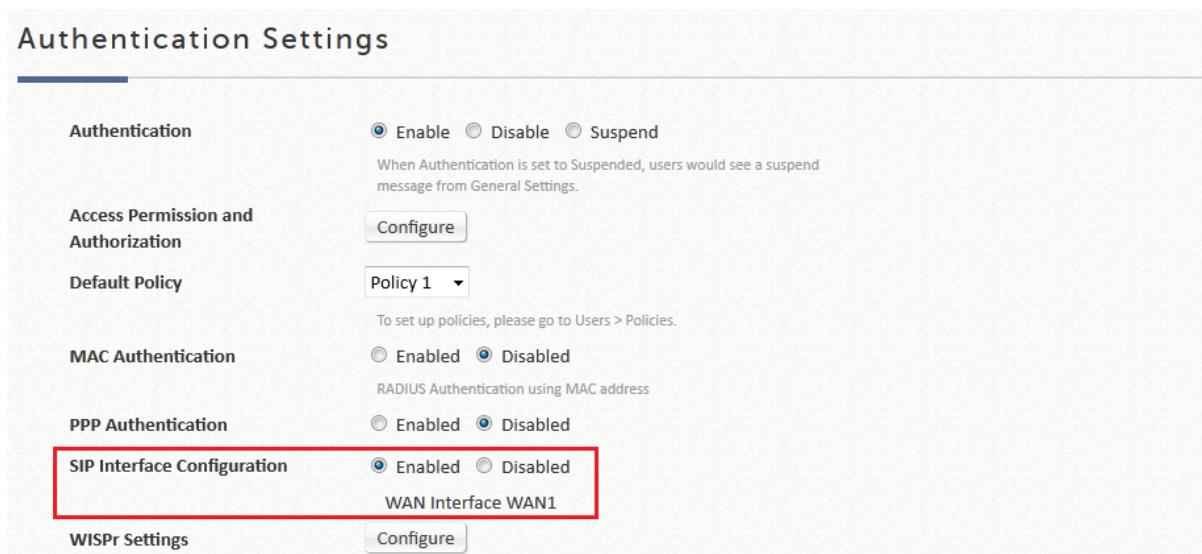 Authentication Settings
Authentication
Enable Disable Suspend
When Authentication is set to Suspended, users would see a suspend
message from General Settings.
Access Permission and
Authorization
Configure
Default Policy
Policy 1
To set up policies, please go to Users > Policies.
MAC Authentication
Enabled Disabled
RADIUS Authentication using MAC address
PPP Authentication
Enabled Disabled
SIP Interface Configuration
Enabled Disabled
WAN Interface WAN1
WISPr Settings
Configure